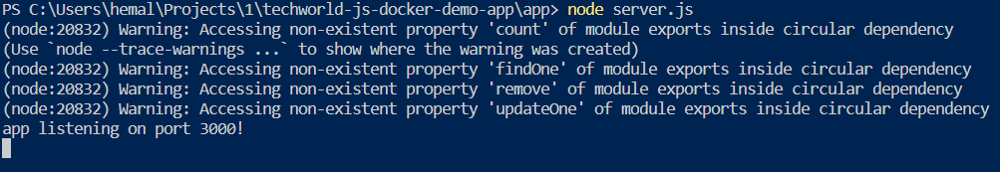 PS C:\Users\hemal\Projects\1\techworld-js-docker-demo-app\app> node server.js
(node:20832) Warning: Accessing non-existent property 'count' of module exports inside circular dependency
(Use `node --trace-warnings ...` to show where the warning was created)
(node:20832) Warning: Accessing non-existent property 'findOne' of module exports inside circular dependency
(node:20832) Warning: Accessing non-existent property 'remove' of module exports inside circular dependency
(node:20832) Warning: Accessing non-existent property 'updateOne' of module exports inside circular dependency
app listening on port 3000!